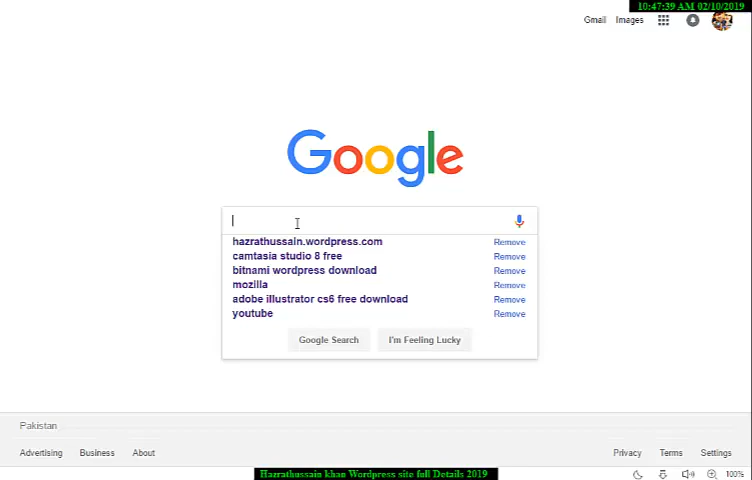 10:47:39 AM 02/10/2019
Gmail Images
Google
hazrathussain.wordpress.com Remove
camtasia studio 8 free Remove
bitnami wordpress download Remove
mozilla Remove
adobe illustrator cs6 free download Remove
youtube Remove
Google Search I'm Feeling Lucky
Pakistan
Advertising Business About Privacy Terms Settings
Hazrathussain khan Wordpress site full Details 2019
100%